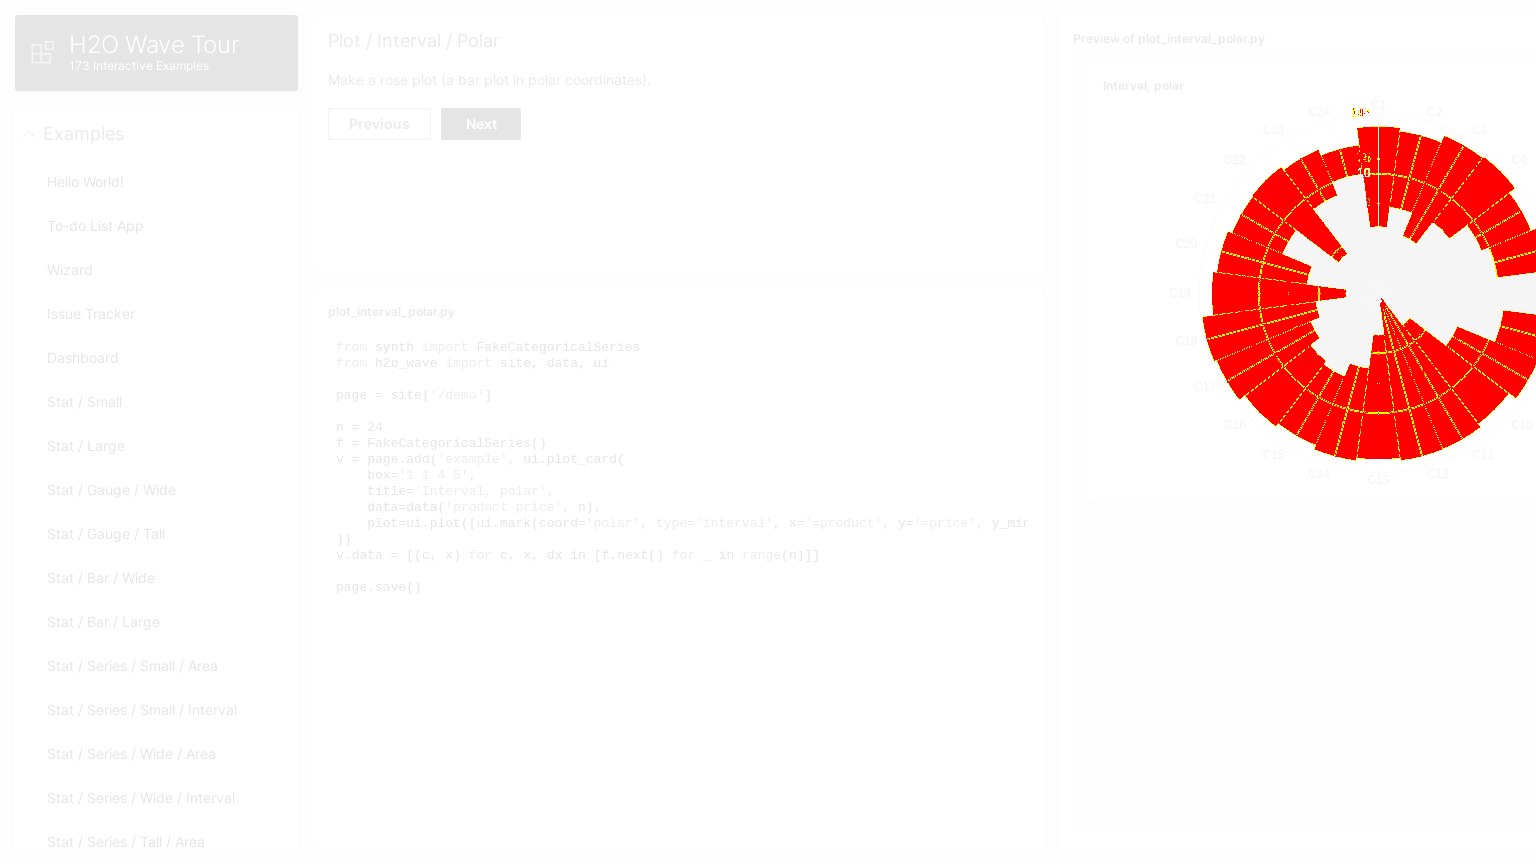 H2O Wave Tour
173 Interactive Examples
Examples
Hello World!
To-do List App
Wizard
Issue Tracker
Dashboard
Stat / Small
Stat / Large
Stat / Gauge / Wide
Stat / Gauge / Tall
Stat / Bar / Wide
Stat / Bar / Large
Stat / Series / Small / Area
Stat / Series / Small / Interval
Stat / Series / Wide / Area
Stat / Series / Wide / Interval
Stat / Series / Tall / Area
Plot / Interval / Polar
Make a rose plot (a bar plot in polar coordinates).
Previous
Next
plot_interval_polar.py
from synth import FakeCategoricalSeries
from h2o_wave import site, data, ui
page = site['/demo']
n = 24
f = FakeCategoricalSeries()
v = page.add('example', ui.plot_card(
    box='1 1 4 5',
    title='Interval, polar',
    data=data('product price', n),
    plot=ui.plot([ui.mark(coord='polar', type='interval', x='=product', y='=price', y_min
))
v.data = [(c, x) for c, x, dx in [f.next() for _ in range(n)]]
page.save()
Preview of plot_interval_polar.py
Interval, polar
C1
C2
C3
C4
C10
C11
C12
C13
C14
C15
C16
C17
C18
C19
C20
C21
C22
C23
C24